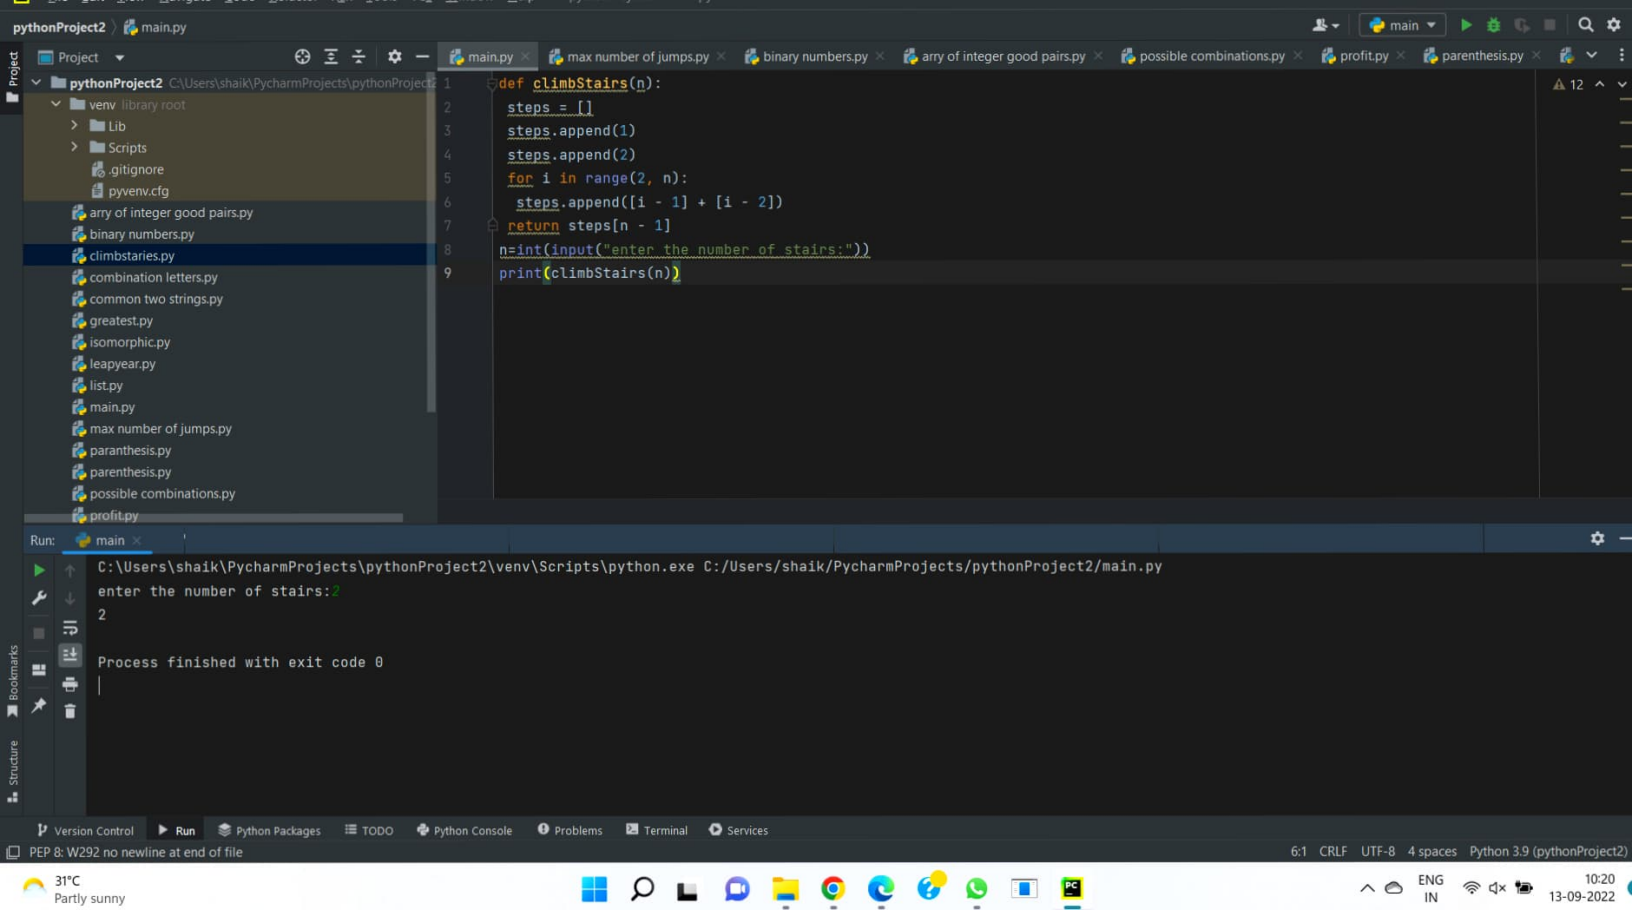 pythonProject2 main.py
main
Project
main.py
max number of jumps.py
binary numbers.py
arry of integer good pairs.py
possible combinations.py
profit.py
parenthesis.py
Project
pythonProject2 C:\Users\shaik\PycharmProjects\pythonProject2
venv library root
Lib
Scripts
.gitignore
pyvenv.cfg
arry of integer good pairs.py
binary numbers.py
climbstaries.py
combination letters.py
common two strings.py
greatest.py
isomorphic.py
leapyear.py
list.py
main.py
max number of jumps.py
paranthesis.py
parenthesis.py
possible combinations.py
profit.py
12
1 def climbStairs(n):
2 steps = []
3 steps.append(1)
4 steps.append(2)
5 for i in range(2, n):
6 steps.append([i - 1] + [i - 2])
7 return steps[n - 1]
8 n=int(input("enter the number of stairs:"))
9 print(climbStairs(n))
Run: main
C:\Users\shaik\PycharmProjects\pythonProject2\venv\Scripts\python.exe C:/Users/shaik/PycharmProjects/pythonProject2/main.py
enter the number of stairs:2
2
Process finished with exit code 0
Bookmarks
Structure
Version Control Run Python Packages TODO Python Console Problems Terminal Services
PEP 8: W292 no newline at end of file
6:1 CRLF UTF-8 4 spaces Python 3.9 (pythonProject2)
31°C
Partly sunny
PC
ENG
IN
10:20
13-09-2022